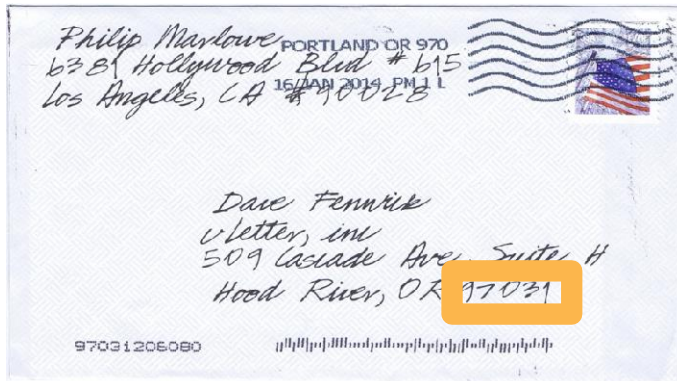 Philip Marlowe
PORTLAND OR 970
6381 Hollywood Blvd # 615
16 JAN 2014 PM 1 L
Los Angeles, CA # 90028
Dave Fennwick
vLetter, inc
509 Cascade Ave, Suite H
Hood River, OR 97031
97031206080